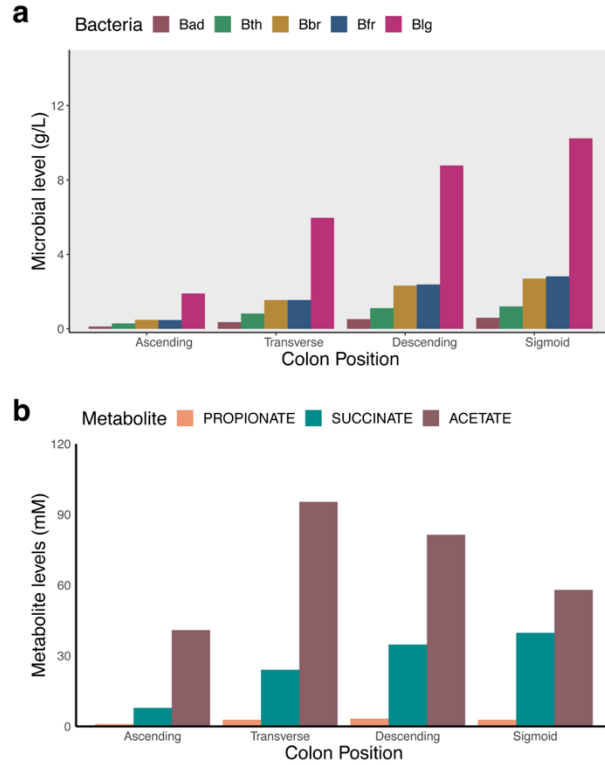 a
Bacteria Bad Bth Bbr Bfr Blg
Microbial level (g/L)
12
8
4
0
Ascending Transverse Descending Sigmoid
Colon Position
b
Metabolite PROPIONATE SUCCINATE ACETATE
Metabolite levels (mM)
120
90
60
30
0
Ascending Transverse Descending Sigmoid
Colon Position